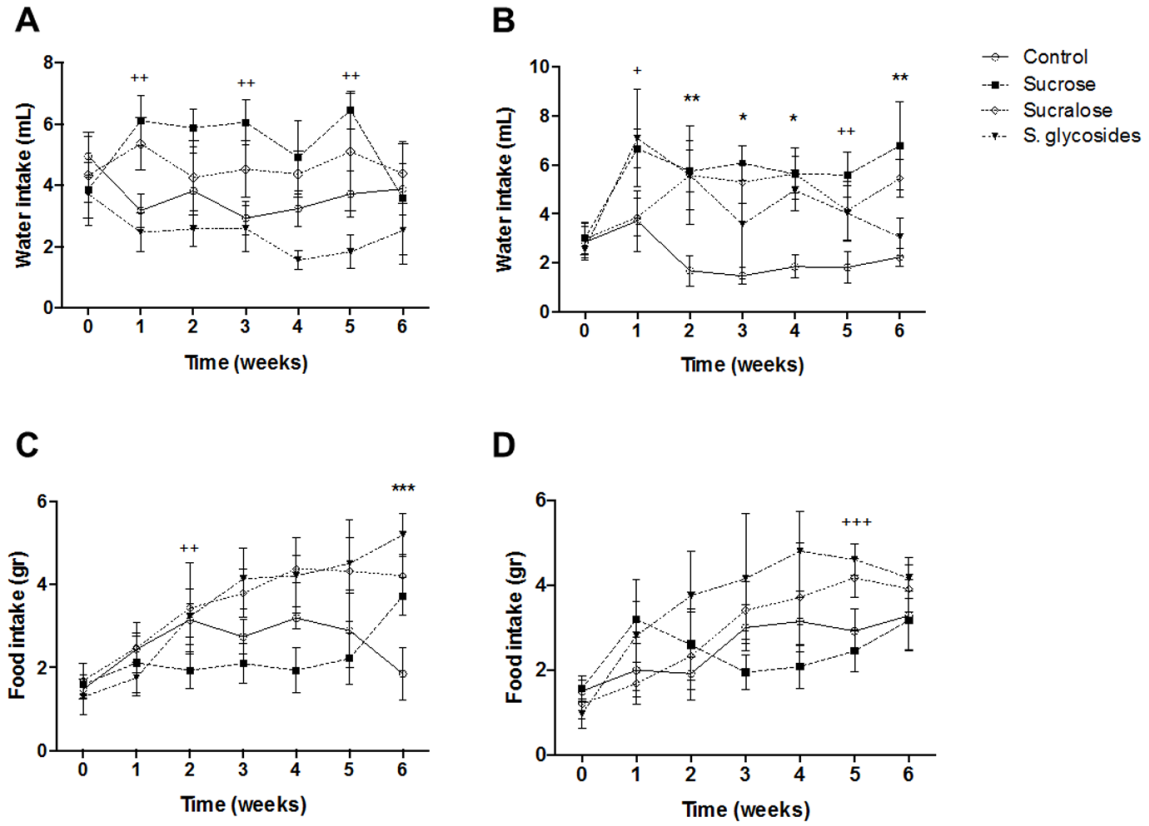 A
Water intake (mL)
8
6
4
2
0
++
++
++
0 1 2 3 4 5 6
Time (weeks)
B
Water intake (mL)
10
8
6
4
2
0
+
**
*
*
++
**
0 1 2 3 4 5 6
Time (weeks)
Control
Sucrose
Sucralose
S. glycosides
C
Food intake (gr)
6
4
2
0
++
***
0 1 2 3 4 5 6
Time (weeks)
D
Food intake (gr)
6
4
2
0
+++
0 1 2 3 4 5 6
Time (weeks)